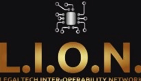 L.I.O.N.
LEGALTECH INTER-OPERABILITY NETWORK